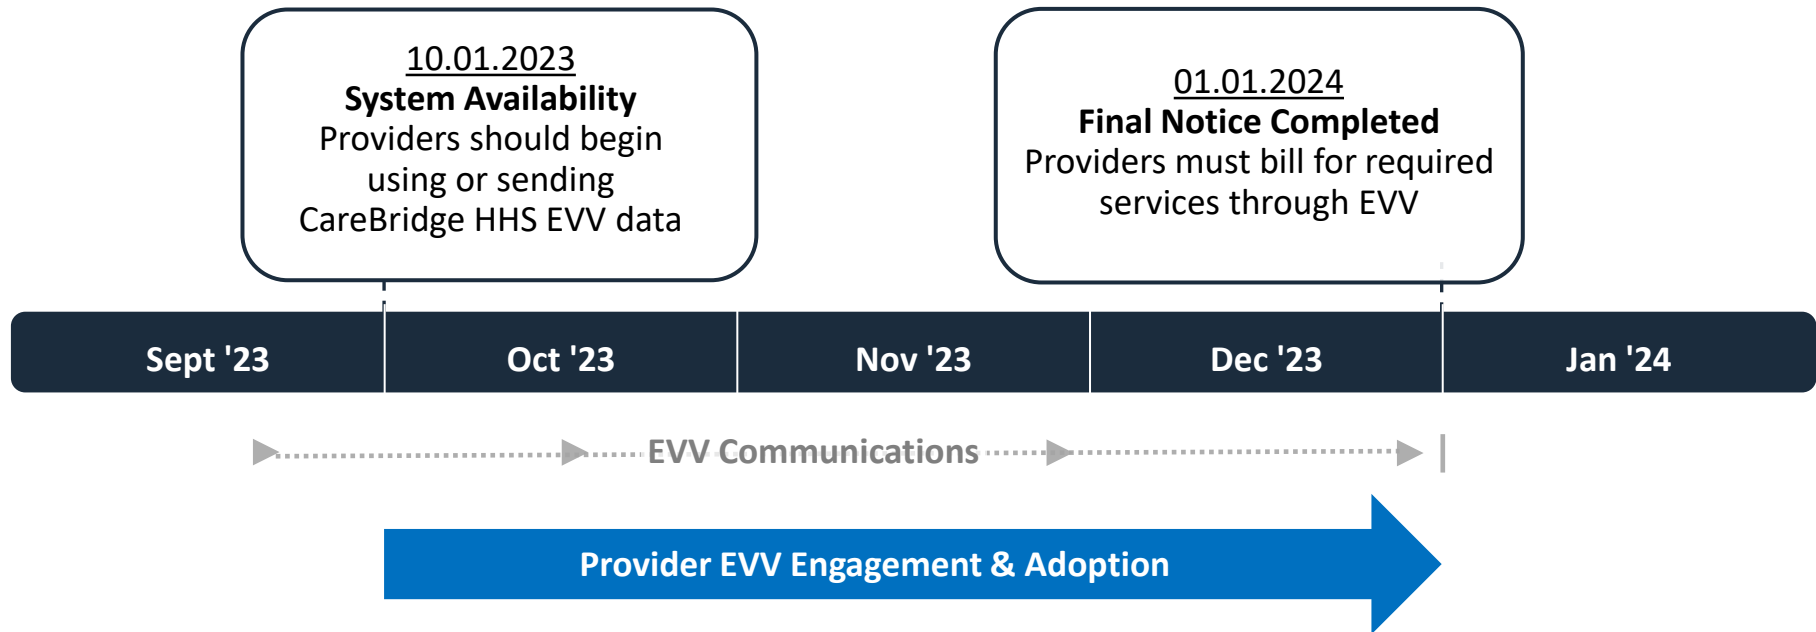 10.01.2023
System Availability
Providers should begin
using or sending
CareBridge HHS EVV data
01.01.2024
Final Notice Completed
Providers must bill for required
services through EVV
Sept '23
Oct '23
Nov '23
Dec '23
Jan '24
EVV Communications
Provider EVV Engagement & Adoption